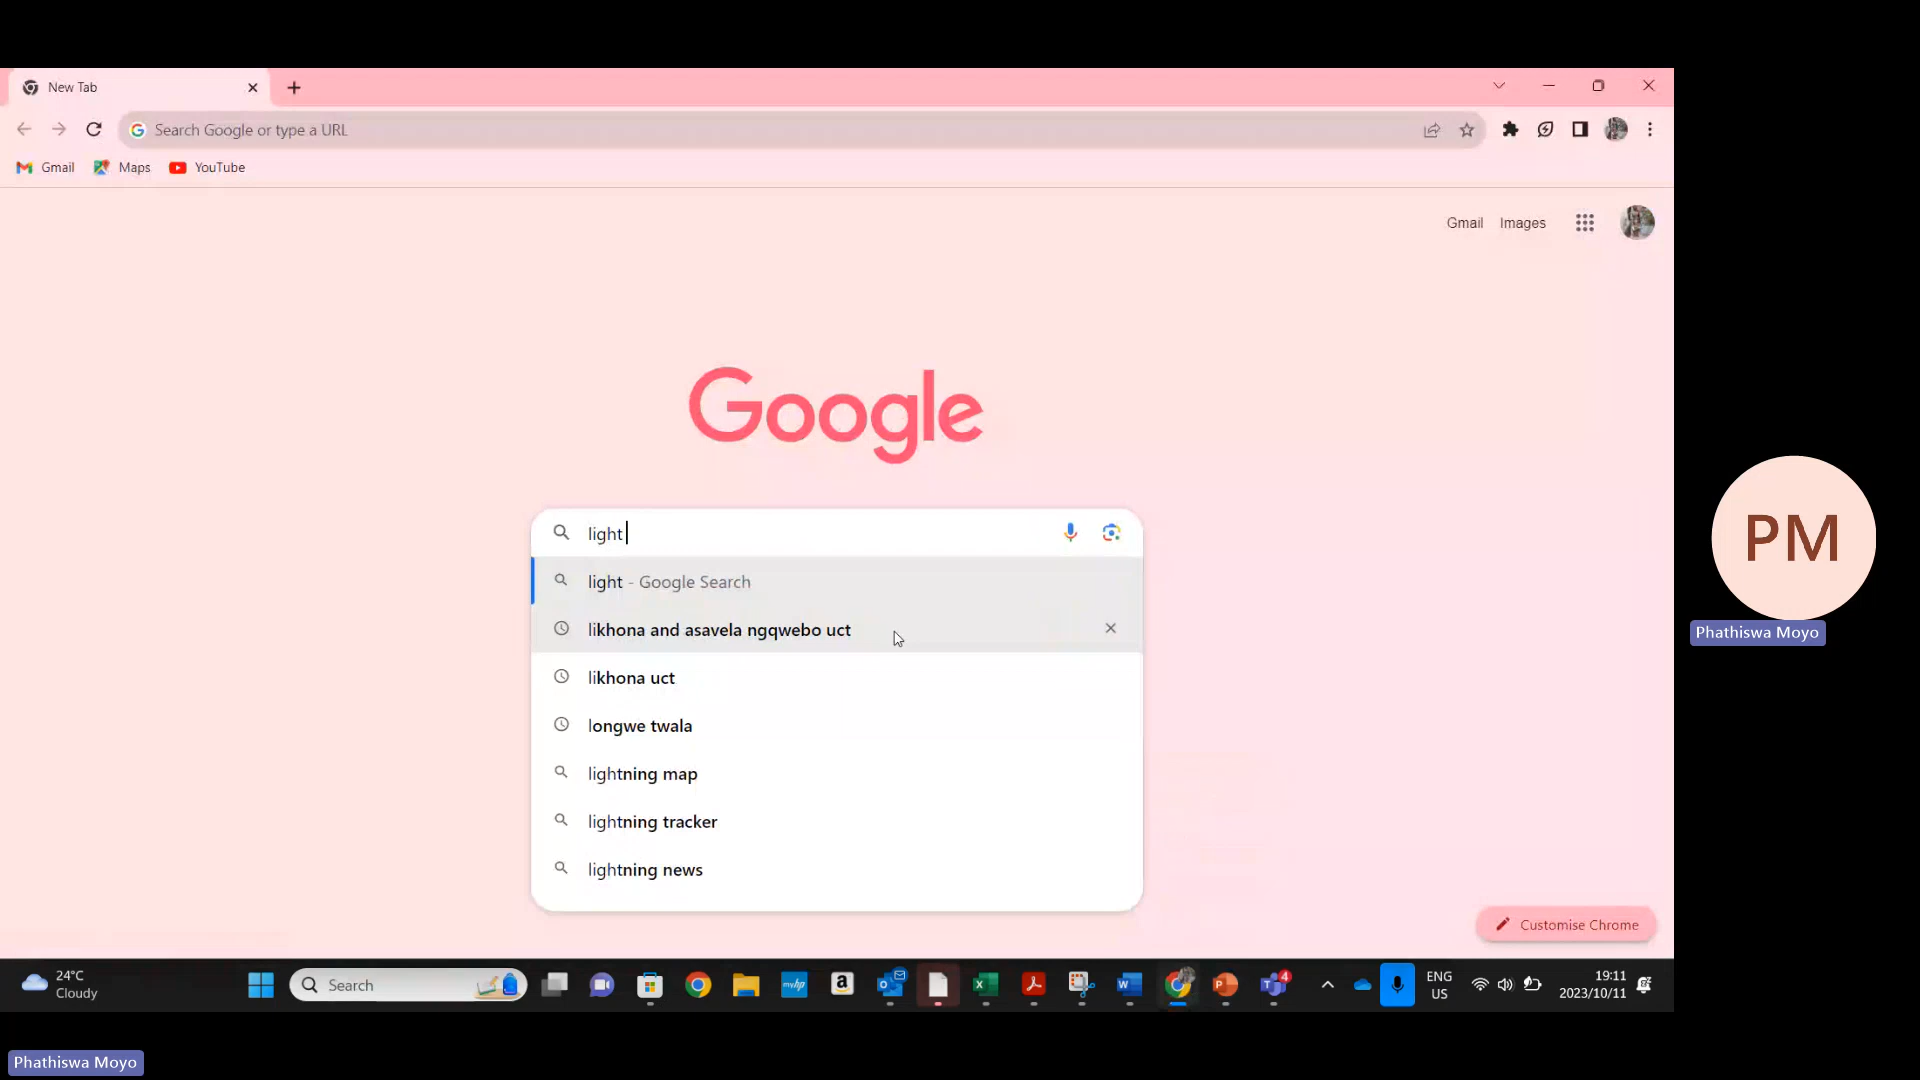 New Tab
Search Google or type a URL
Gmail
Maps
YouTube
Gmail
Images
Google
light
light - Google Search
likhona and asavela ngqwebo uct
likhona uct
longwe twala
lightning map
lightning tracker
lightning news
Customise Chrome
PM
Phathiswa Moyo
24°C
Cloudy
Search
myhp
a
4
ENG
US
19:11
2023/10/11
Phathiswa Moyo